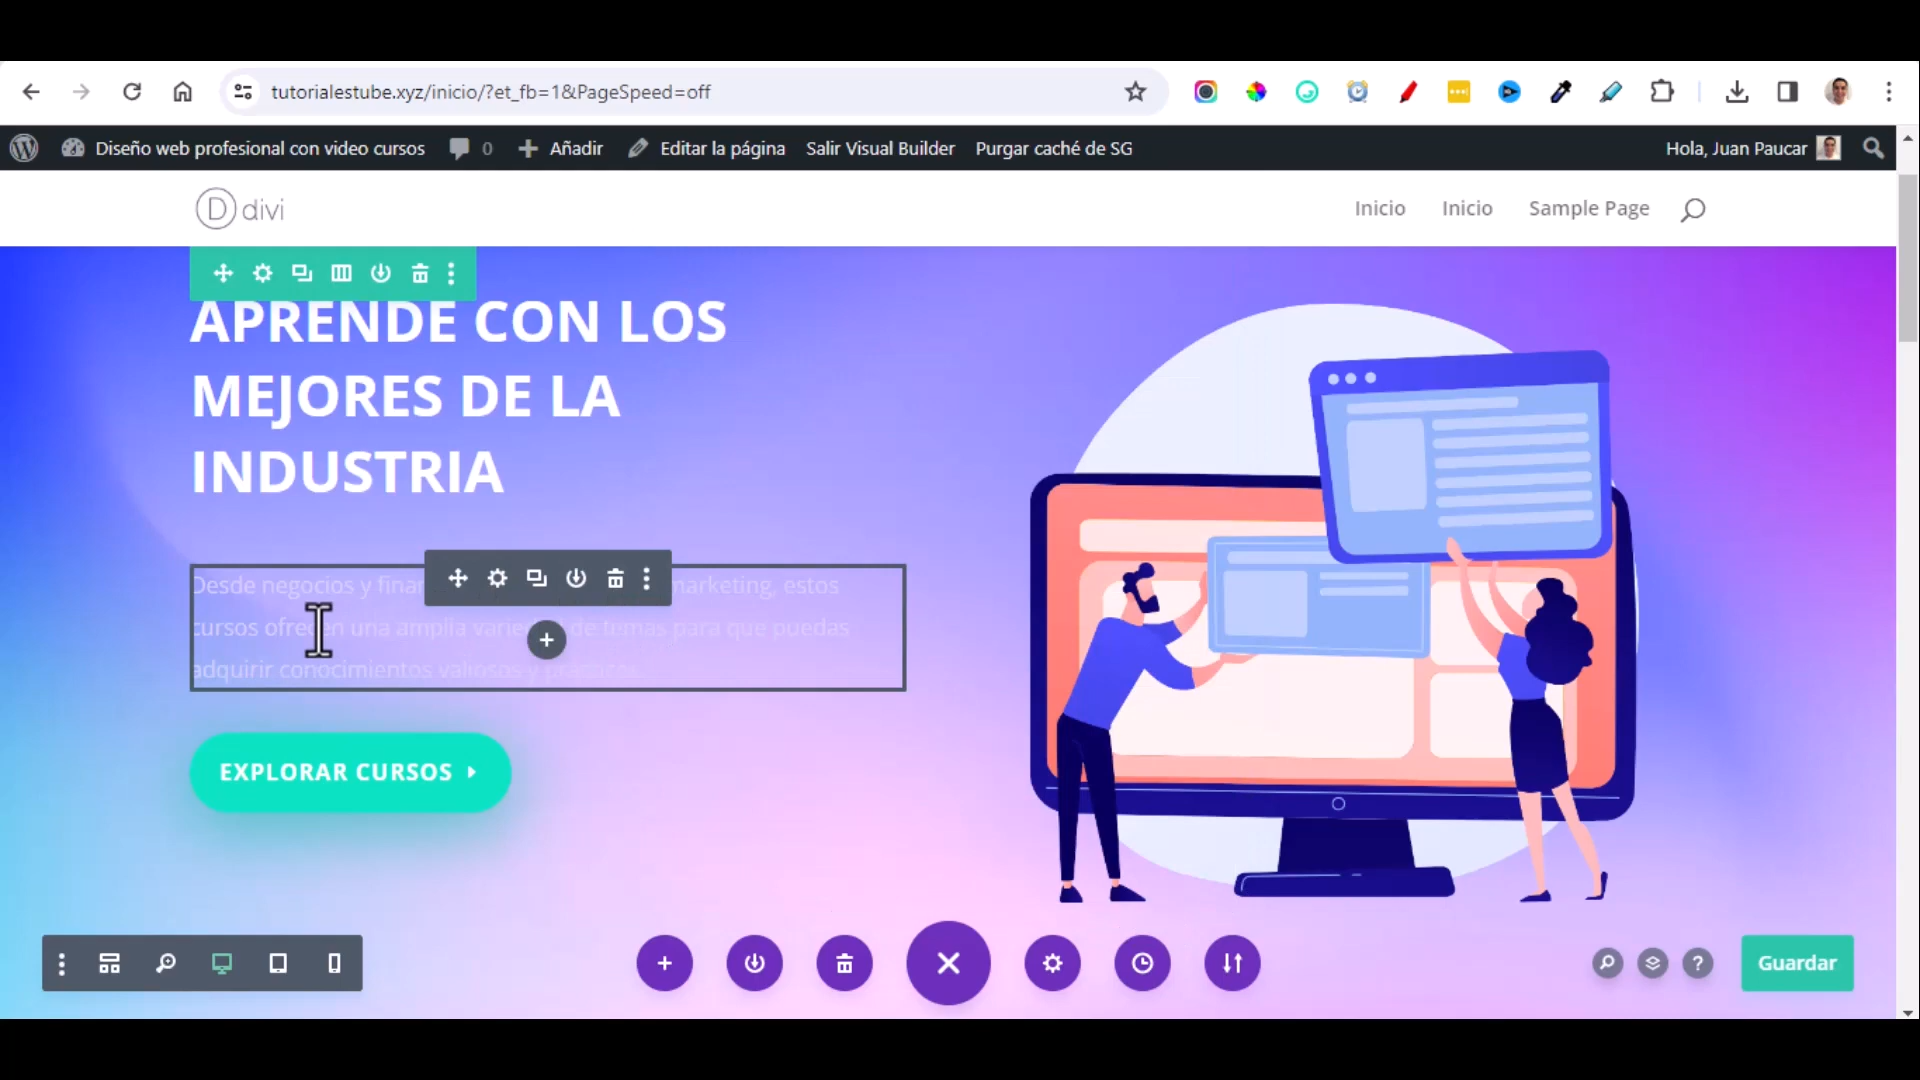 tutorialestube.xyz/inicio/?et_fb=1&PageSpeed=off
Diseño web profesional con video cursos 0 Añadir Editar la página Salir Visual Builder Purgar caché de SG Hola, Juan Paucar
D divi Inicio Inicio Sample Page
APRENDE CON LOS
MEJORES DE LA
INDUSTRIA
Desde negocios y marketing, estos
cursos ofrecen una amplia de temas para que puedas
adquirir conocimientos valiosos y prácticos.
EXPLORAR CURSOS
Guardar